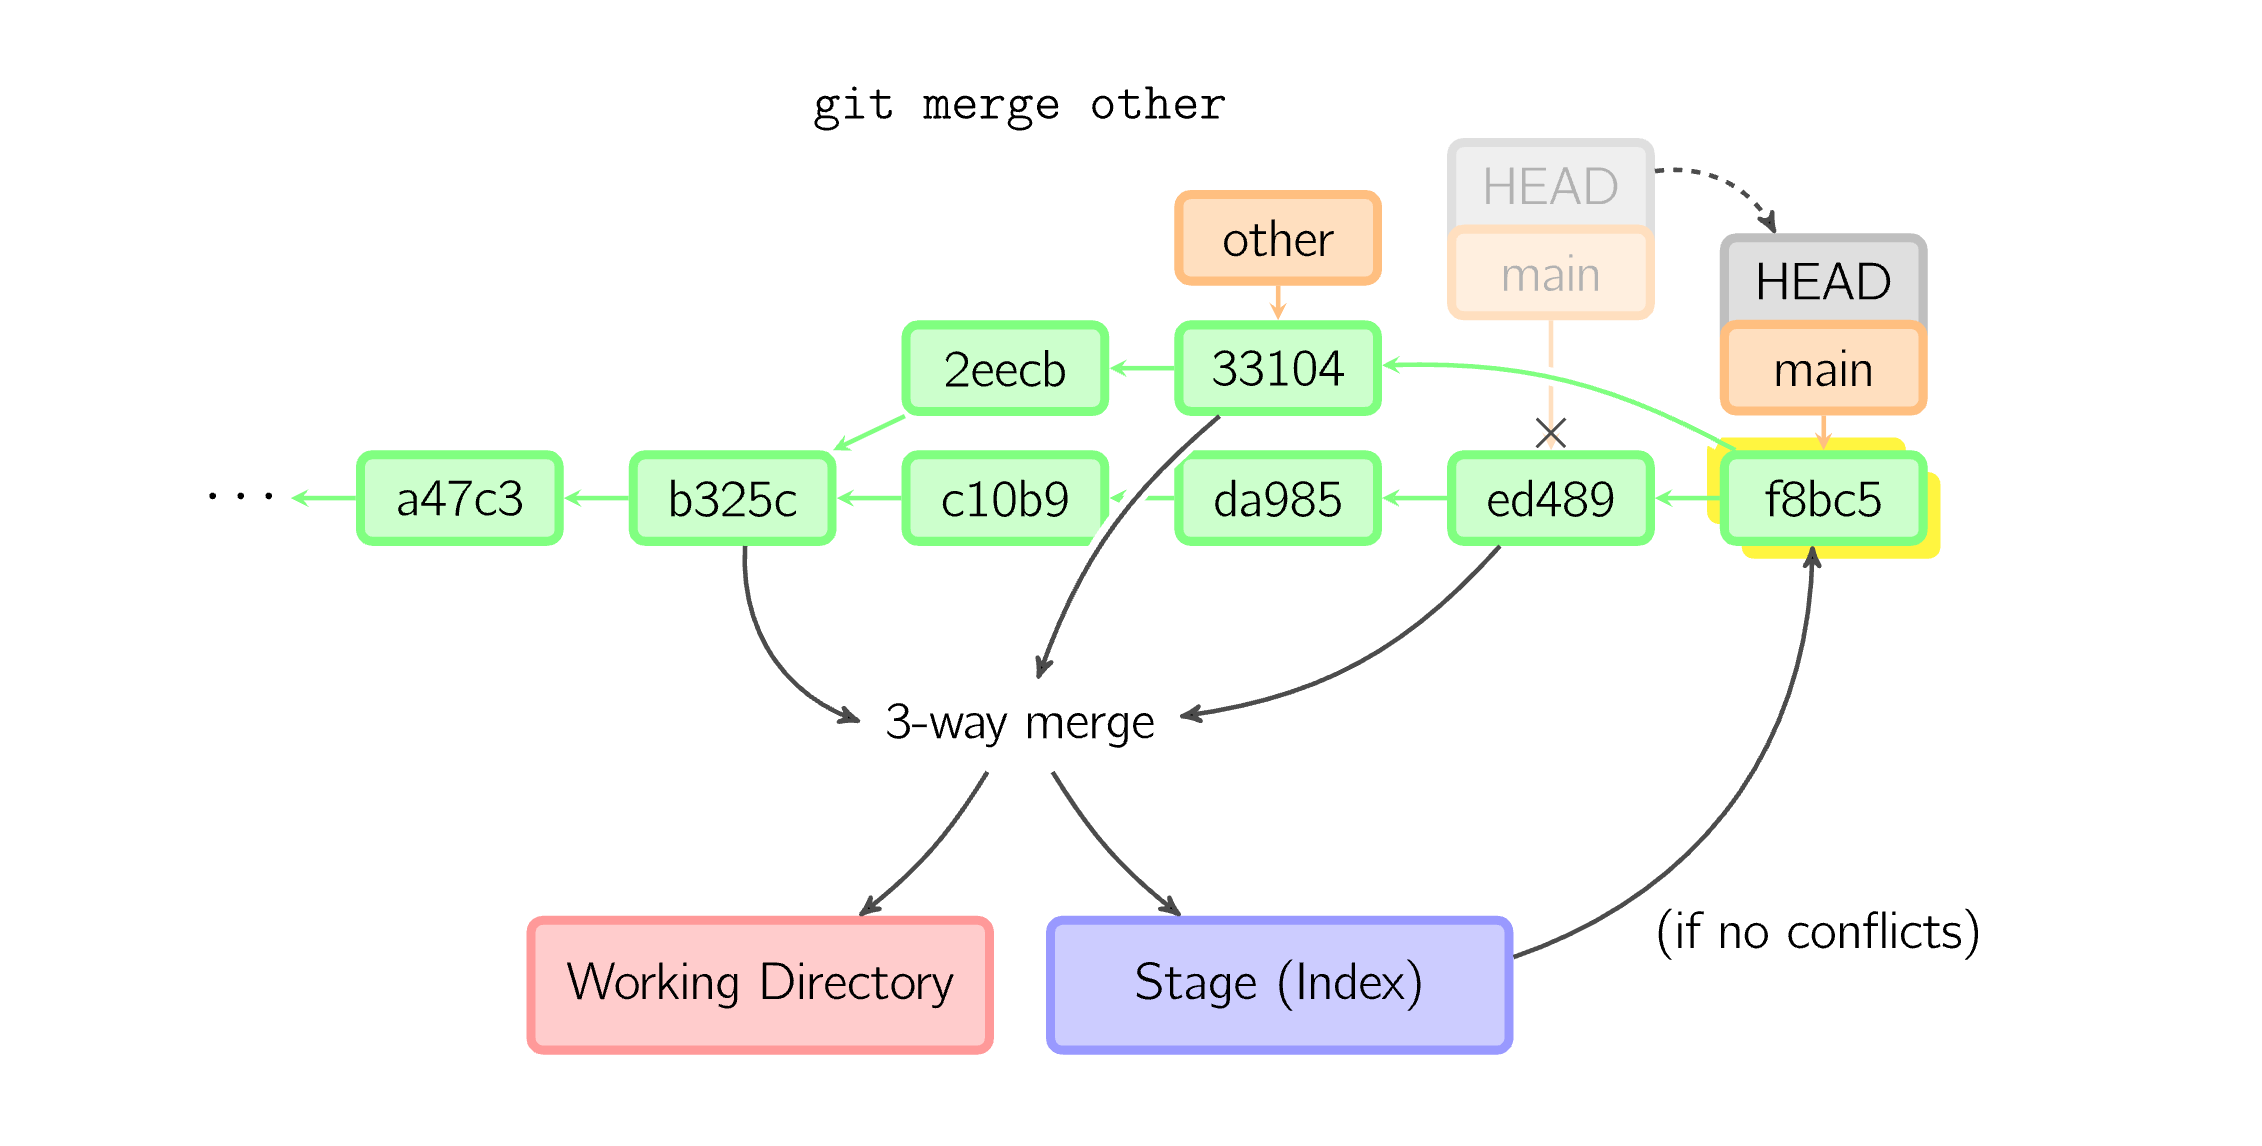 git merge other
HEAD
other
main
HEAD
2eecb
33104
main
...
a47c3
b325c
c10b9
da985
ed489
f8bc5
3-way merge
(if no conflicts)
Working Directory
Stage (Index)